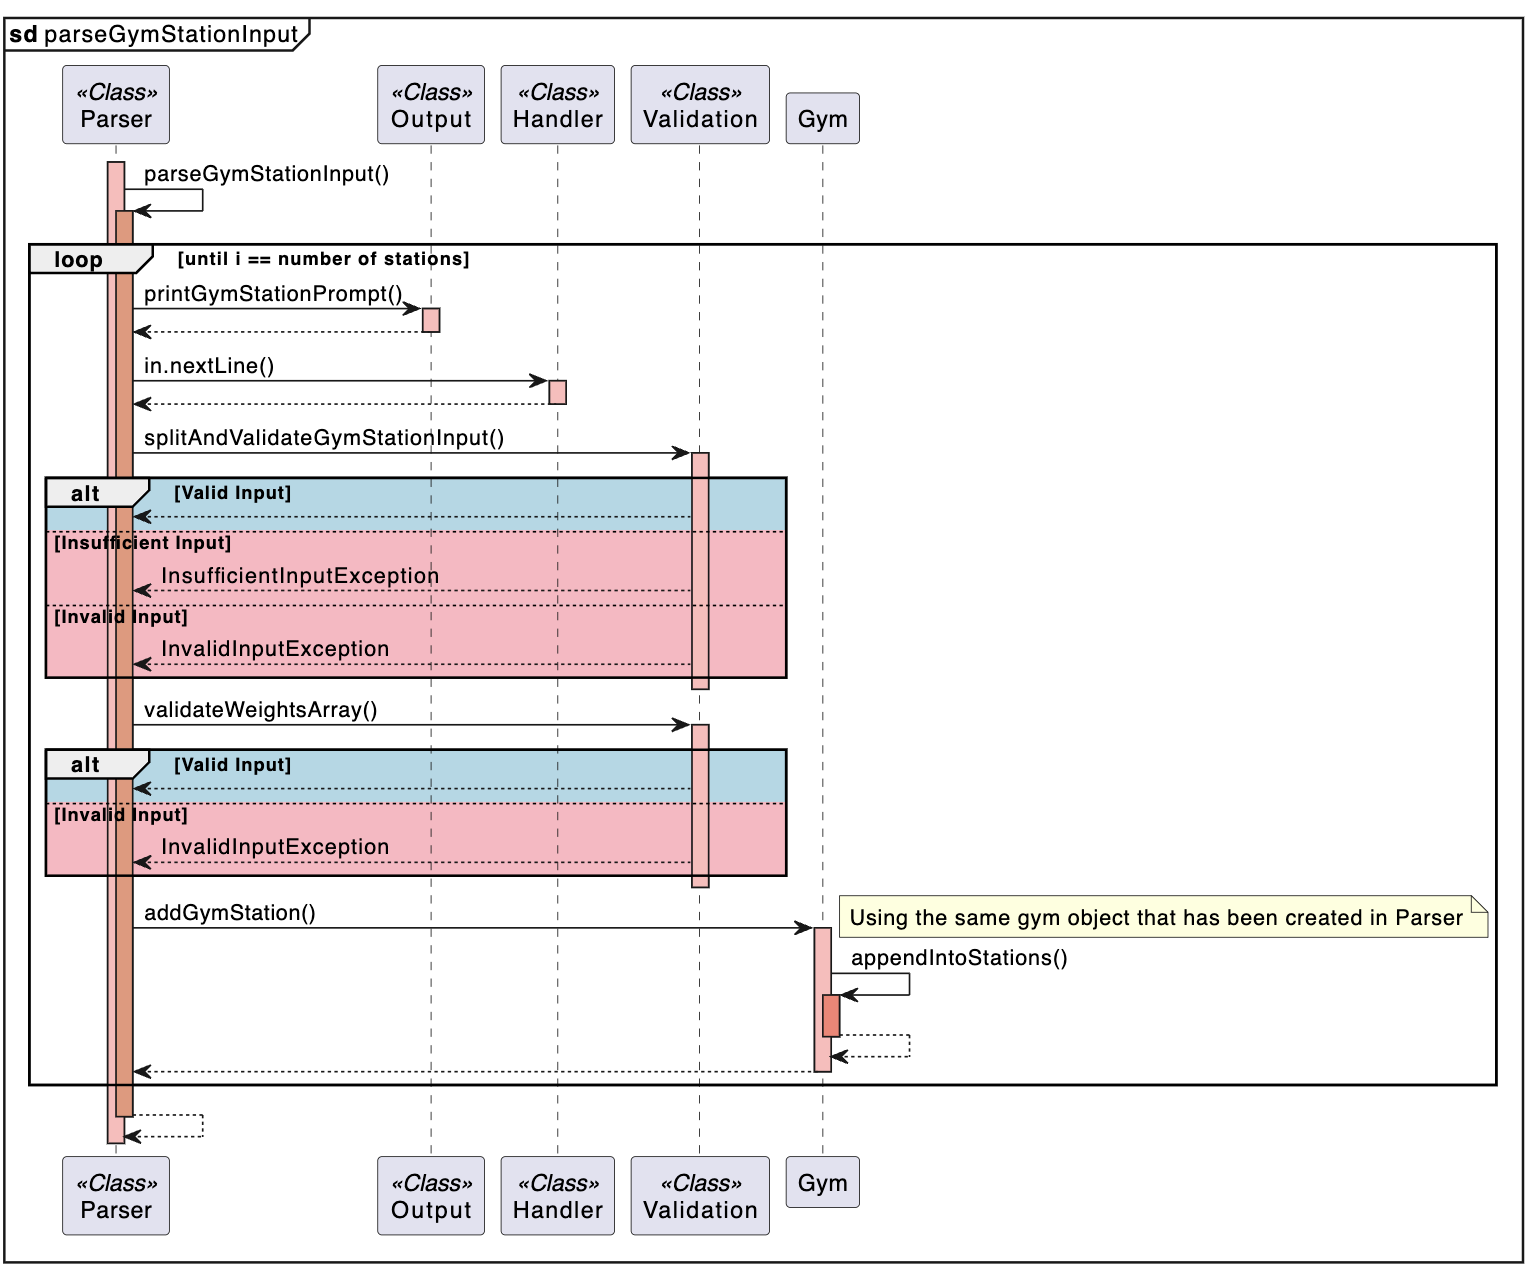 sd parseGymStationInput
«Class» «Class» «Class» «Class»
Parser Output Handler Validation Gym
parseGymStationInput()
loop [until i == number of stations]
printGymStationPrompt()
in.nextLine()
splitAndValidateGymStationInput()
alt [Valid Input]
[Insufficient Input]
InsufficientInputException
[Invalid Input]
InvalidInputException
validateWeightsArray()
alt [Valid Input]
[Invalid Input]
InvalidInputException
addGymStation()
Using the same gym object that has been created in Parser
appendIntoStations()
«Class» «Class» «Class» «Class»
Parser Output Handler Validation Gym